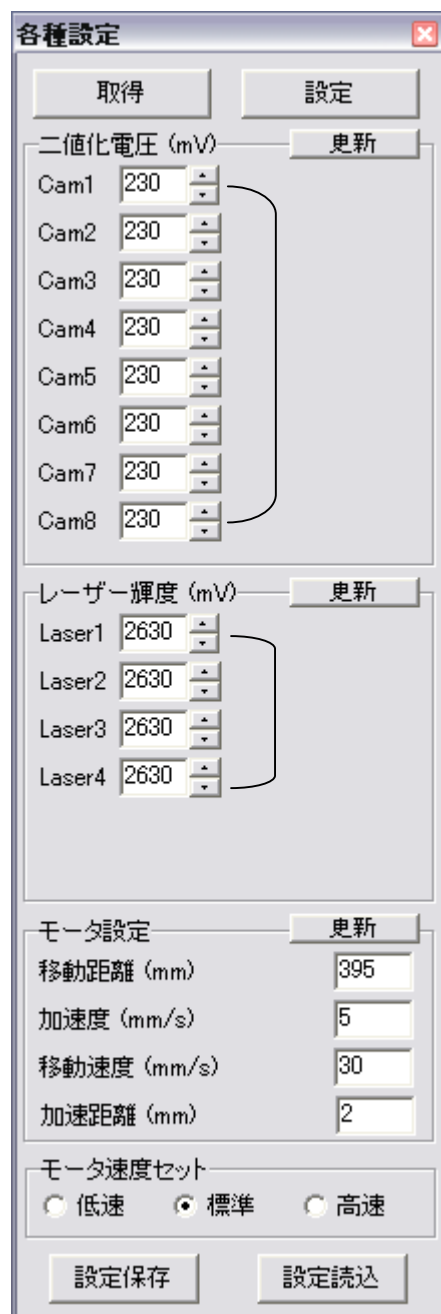 各種設定
取得 設定
二値化電圧 (mV) 更新
Cam1 230
Cam2 230
Cam3 230
Cam4 230
Cam5 230
Cam6 230
Cam7 230
Cam8 230
レーザー輝度 (mV) 更新
Laser1 2630
Laser2 2630
Laser3 2630
Laser4 2630
モータ設定 更新
移動距離 (mm) 395
加速度 (mm/s) 5
移動速度 (mm/s) 30
加速距離 (mm) 2
モータ速度セット
低速 標準 高速
設定保存 設定読込